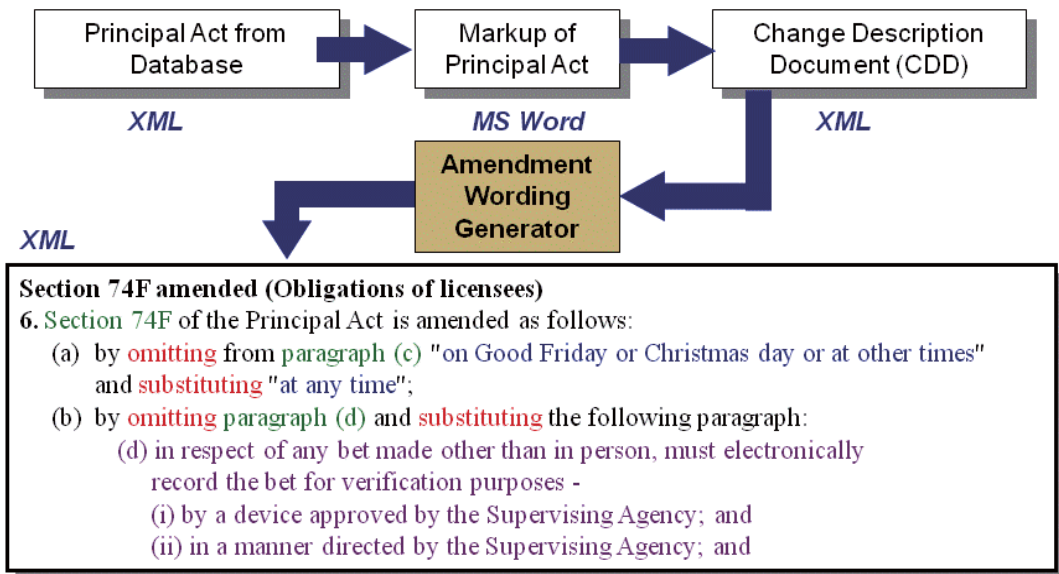 Principal Act from
Database
Markup of
Principal Act
Change Description
Document (CDD)
XML
MS Word
XML
Amendment
Wording
Generator
XML
Section 74F amended (Obligations of licensees)
6. Section 74F of the Principal Act is amended as follows:
(a) by omitting from paragraph (c) "on Good Friday or Christmas day or at other times"
and substituting "at any time";
(b) by omitting paragraph (d) and substituting the following paragraph:
(d) in respect of any bet made other than in person, must electronically
record the bet for verification purposes -
(i) by a device approved by the Supervising Agency; and
(ii) in a manner directed by the Supervising Agency; and